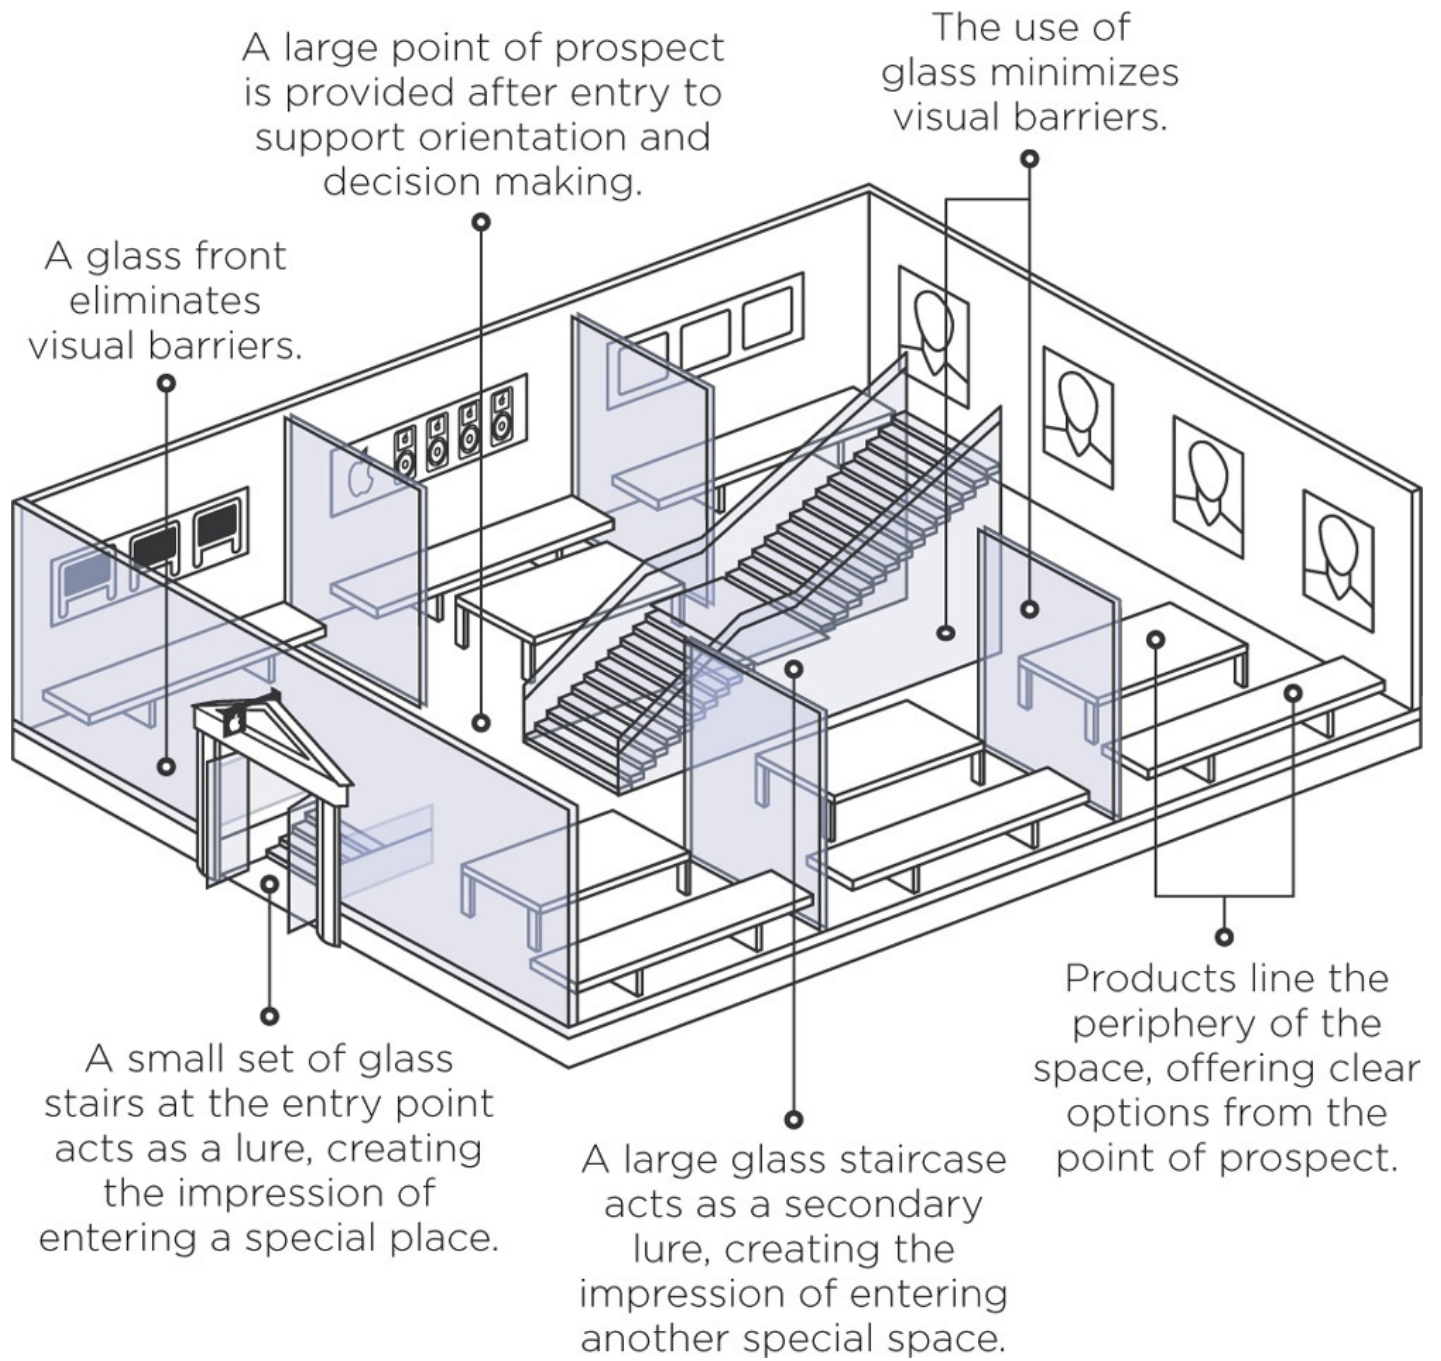 A large point of prospect
is provided after entry to
support orientation and
decision making.
The use of
glass minimizes
visual barriers.
A glass front
eliminates
visual barriers.
A small set of glass
stairs at the entry point
acts as a lure, creating
the impression of
entering a special place.
A large glass staircase
acts as a secondary
lure, creating the
impression of entering
another special space.
Products line the
periphery of the
space, offering clear
options from the
point of prospect.